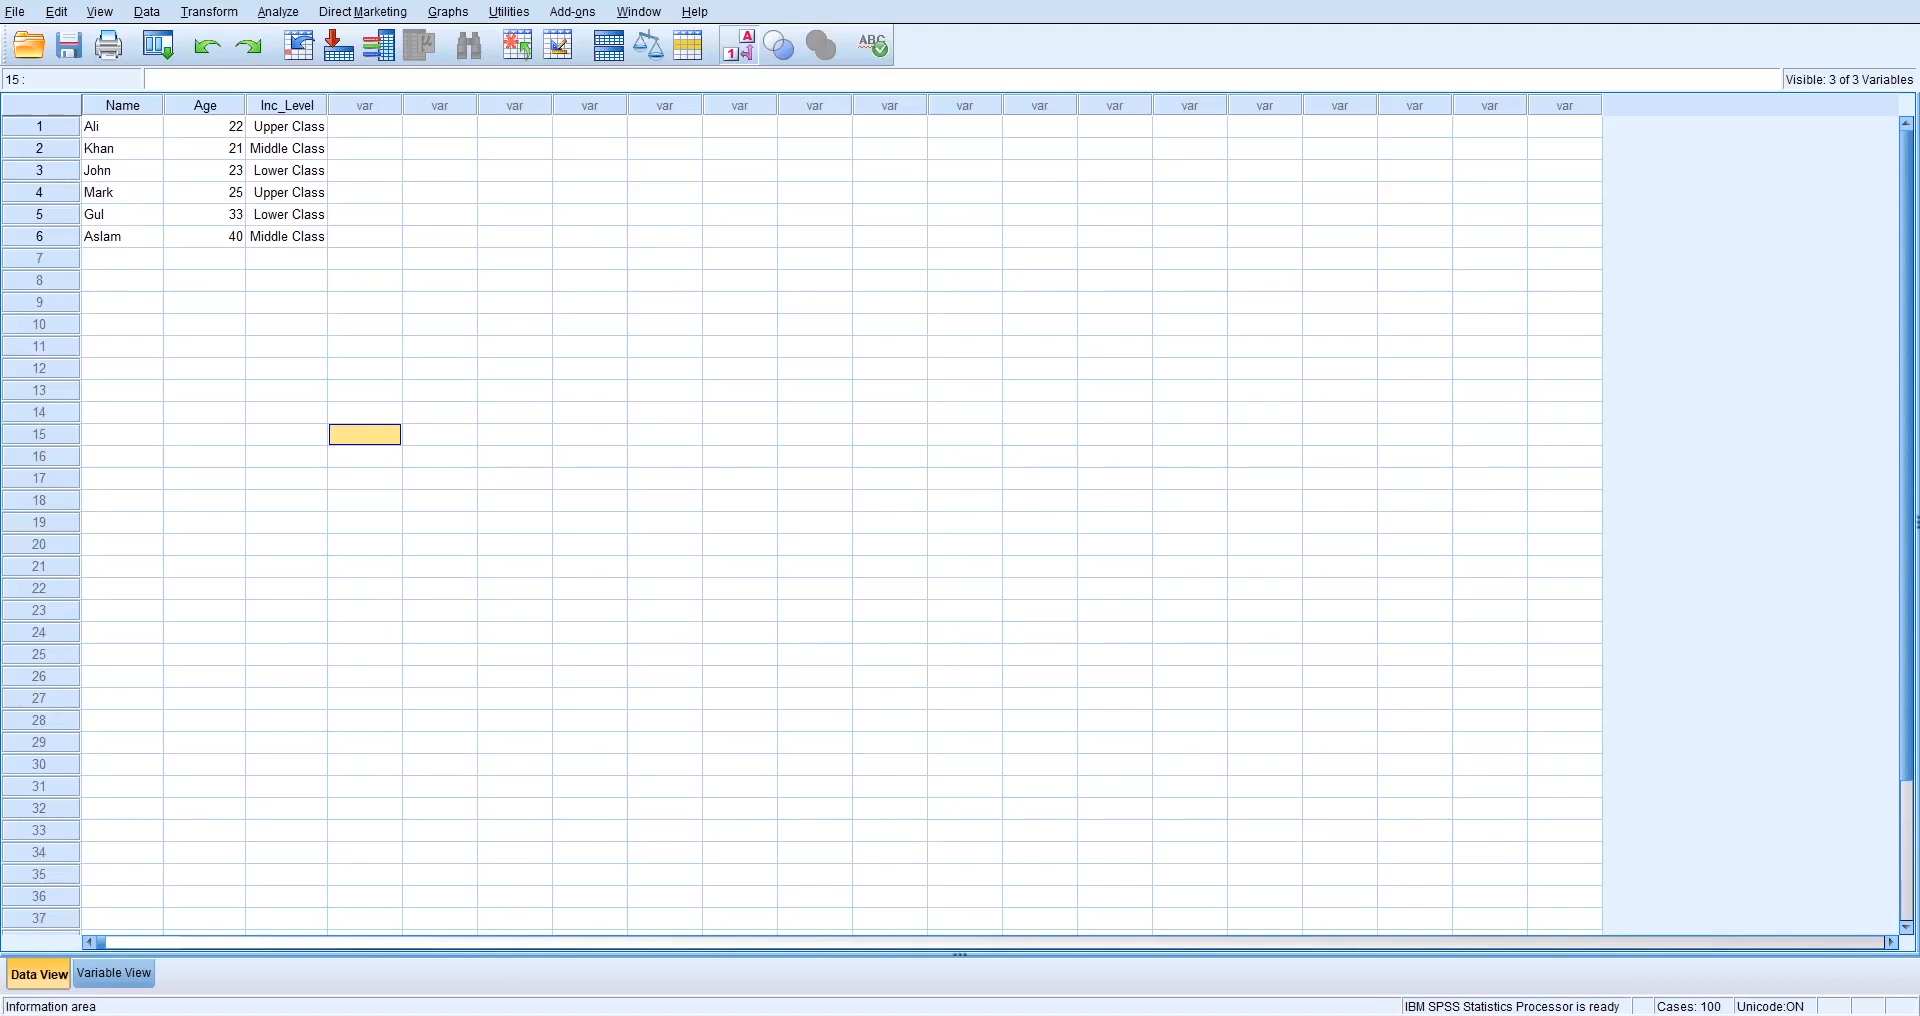 File Edit View Data Transform Analyze Direct Marketing Graphs Utilities Add-ons Window Help
A
1
ABC
15 :
Visible: 3 of 3 Variables
Name Age Inc_Level var var var var var var var var var var var var var var var var var
1 Ali 22 Upper Class
2 Khan 21 Middle Class
3 John 23 Lower Class
4 Mark 25 Upper Class
5 Gul 33 Lower Class
6 Aslam 40 Middle Class
7
8
9
10
11
12
13
14
15
16
17
18
19
20
21
22
23
24
25
26
27
28
29
30
31
32
33
34
35
36
37
Data View Variable View
Information area IBM SPSS Statistics Processor is ready Cases: 100 Unicode:ON